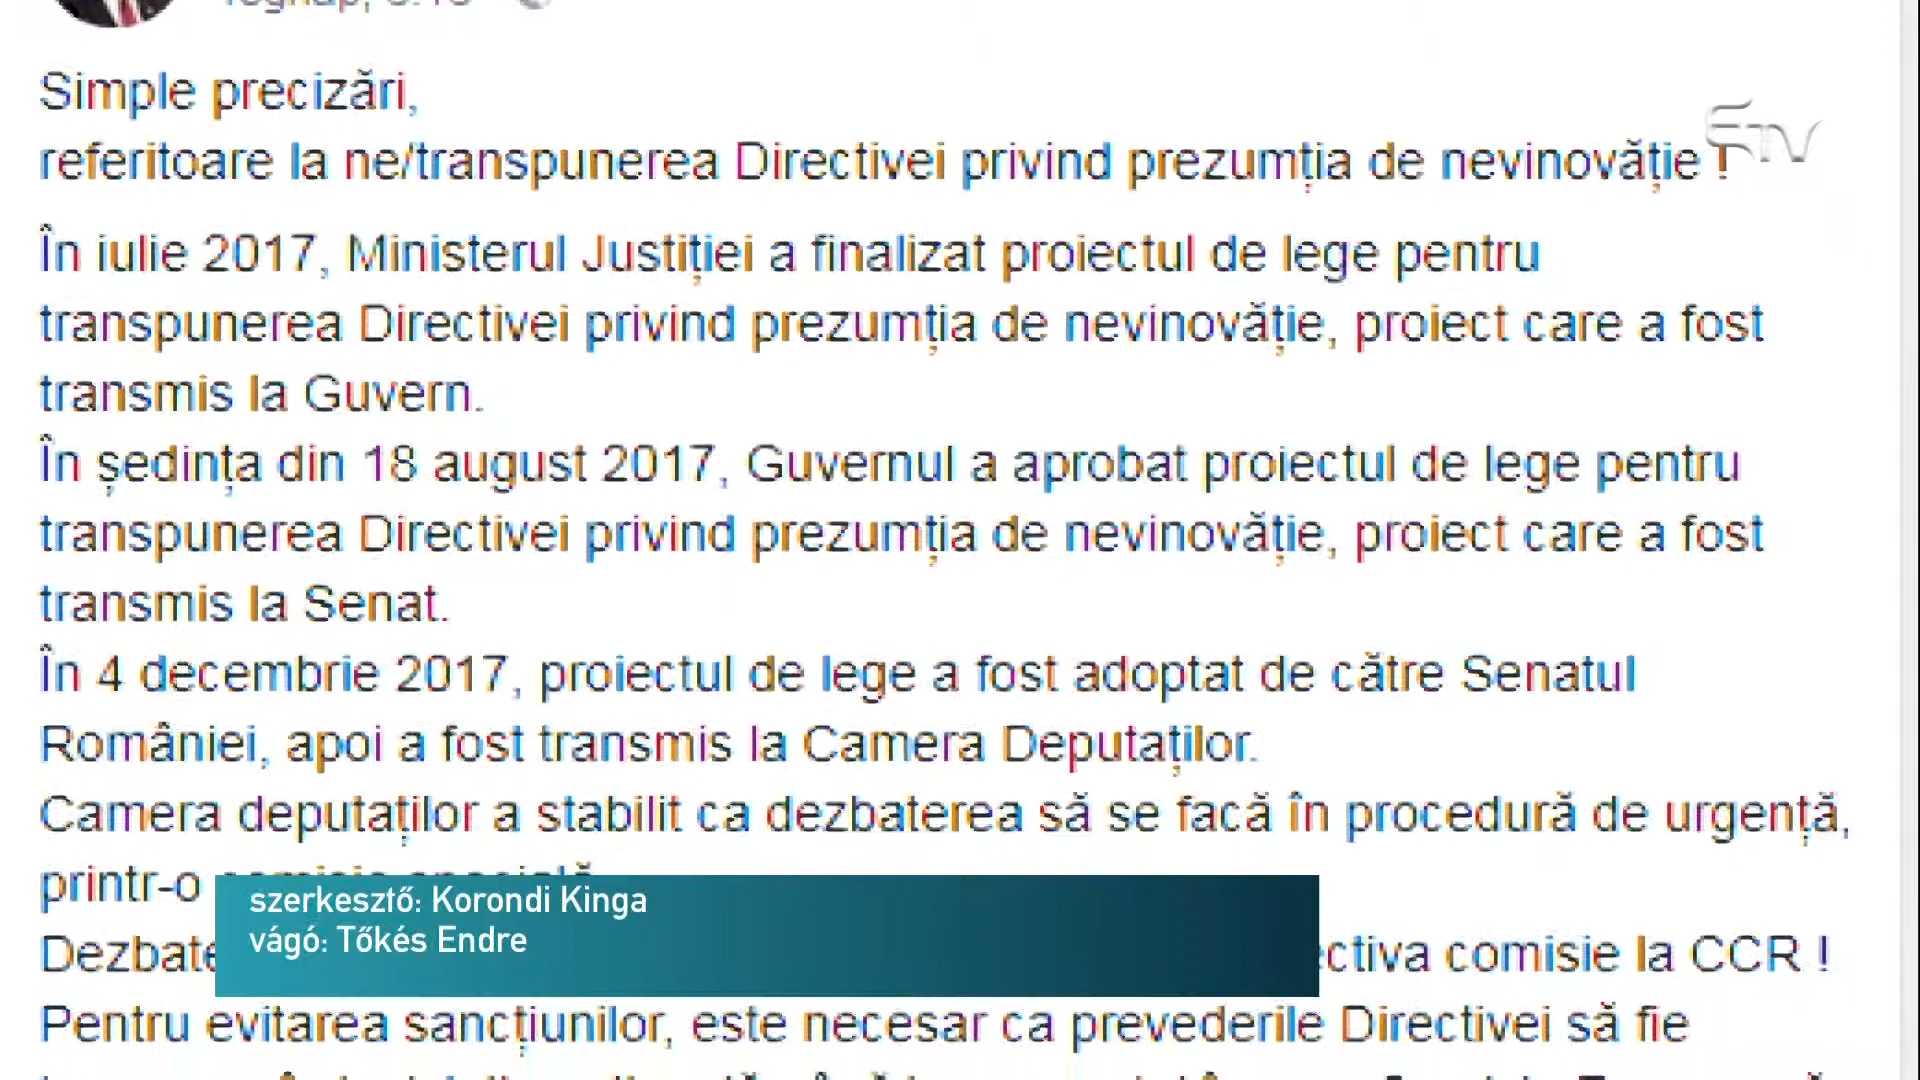 Simple precizări,
referitoare la ne/transpunerea Directivei privind prezumția de nevinovăție !
ETV
În iulie 2017, Ministerul Justiției a finalizat proiectul de lege pentru
transpunerea Directivei privind prezumția de nevinovăție, proiect care a fost
transmis la Guvern.
În ședința din 18 august 2017, Guvernul a aprobat proiectul de lege pentru
transpunerea Directivei privind prezumția de nevinovăție, proiect care a fost
transmis la Senat.
În 4 decembrie 2017, proiectul de lege a fost adoptat de către Senatul
României, apoi a fost transmis la Camera Deputaților.
Camera deputaților a stabilit ca dezbaterea să se facă în procedură de urgență,
printr-o
szerkesztő: Korondi Kinga
vágó: Tőkés Endre
comisie la CCR !
Pentru evitarea sancțiunilor, este necesar ca prevederile Directivei să fie